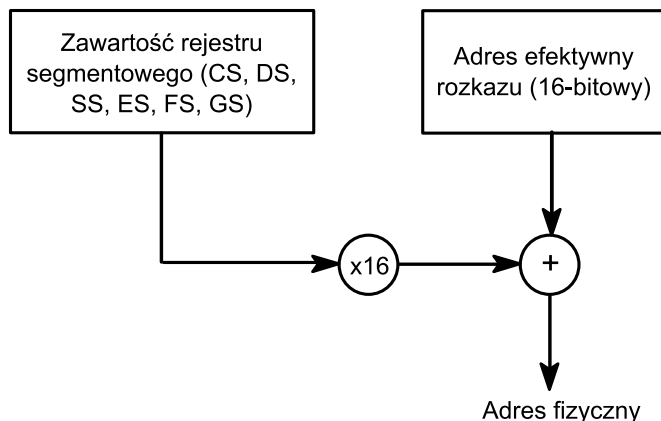 Zawartość rejestru
segmentowego (CS, DS,
SS, ES, FS, GS)
Adres efektywny
rozkazu (16-bitowy)
x16
+
Adres fizyczny